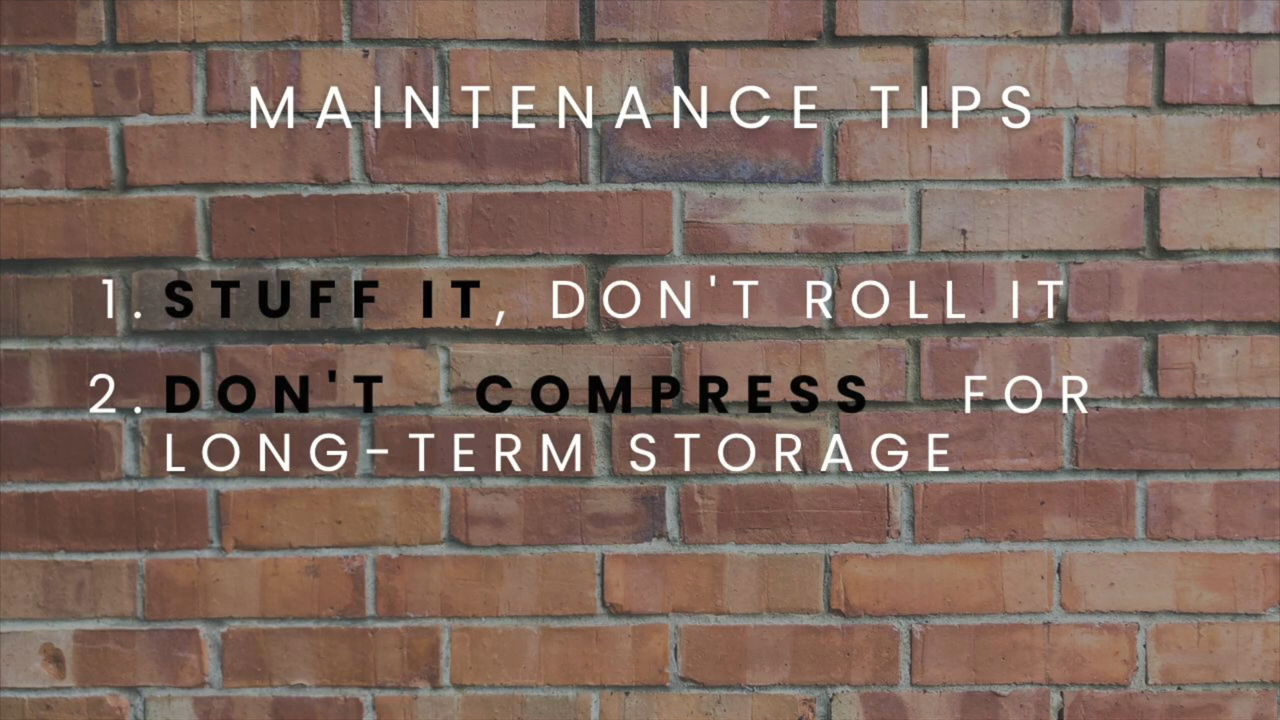 MAINTENANCE TIPS
1. STUFF IT, DON'T ROLL IT
2. DON'T COMPRESS FOR
LONG-TERM STORAGE